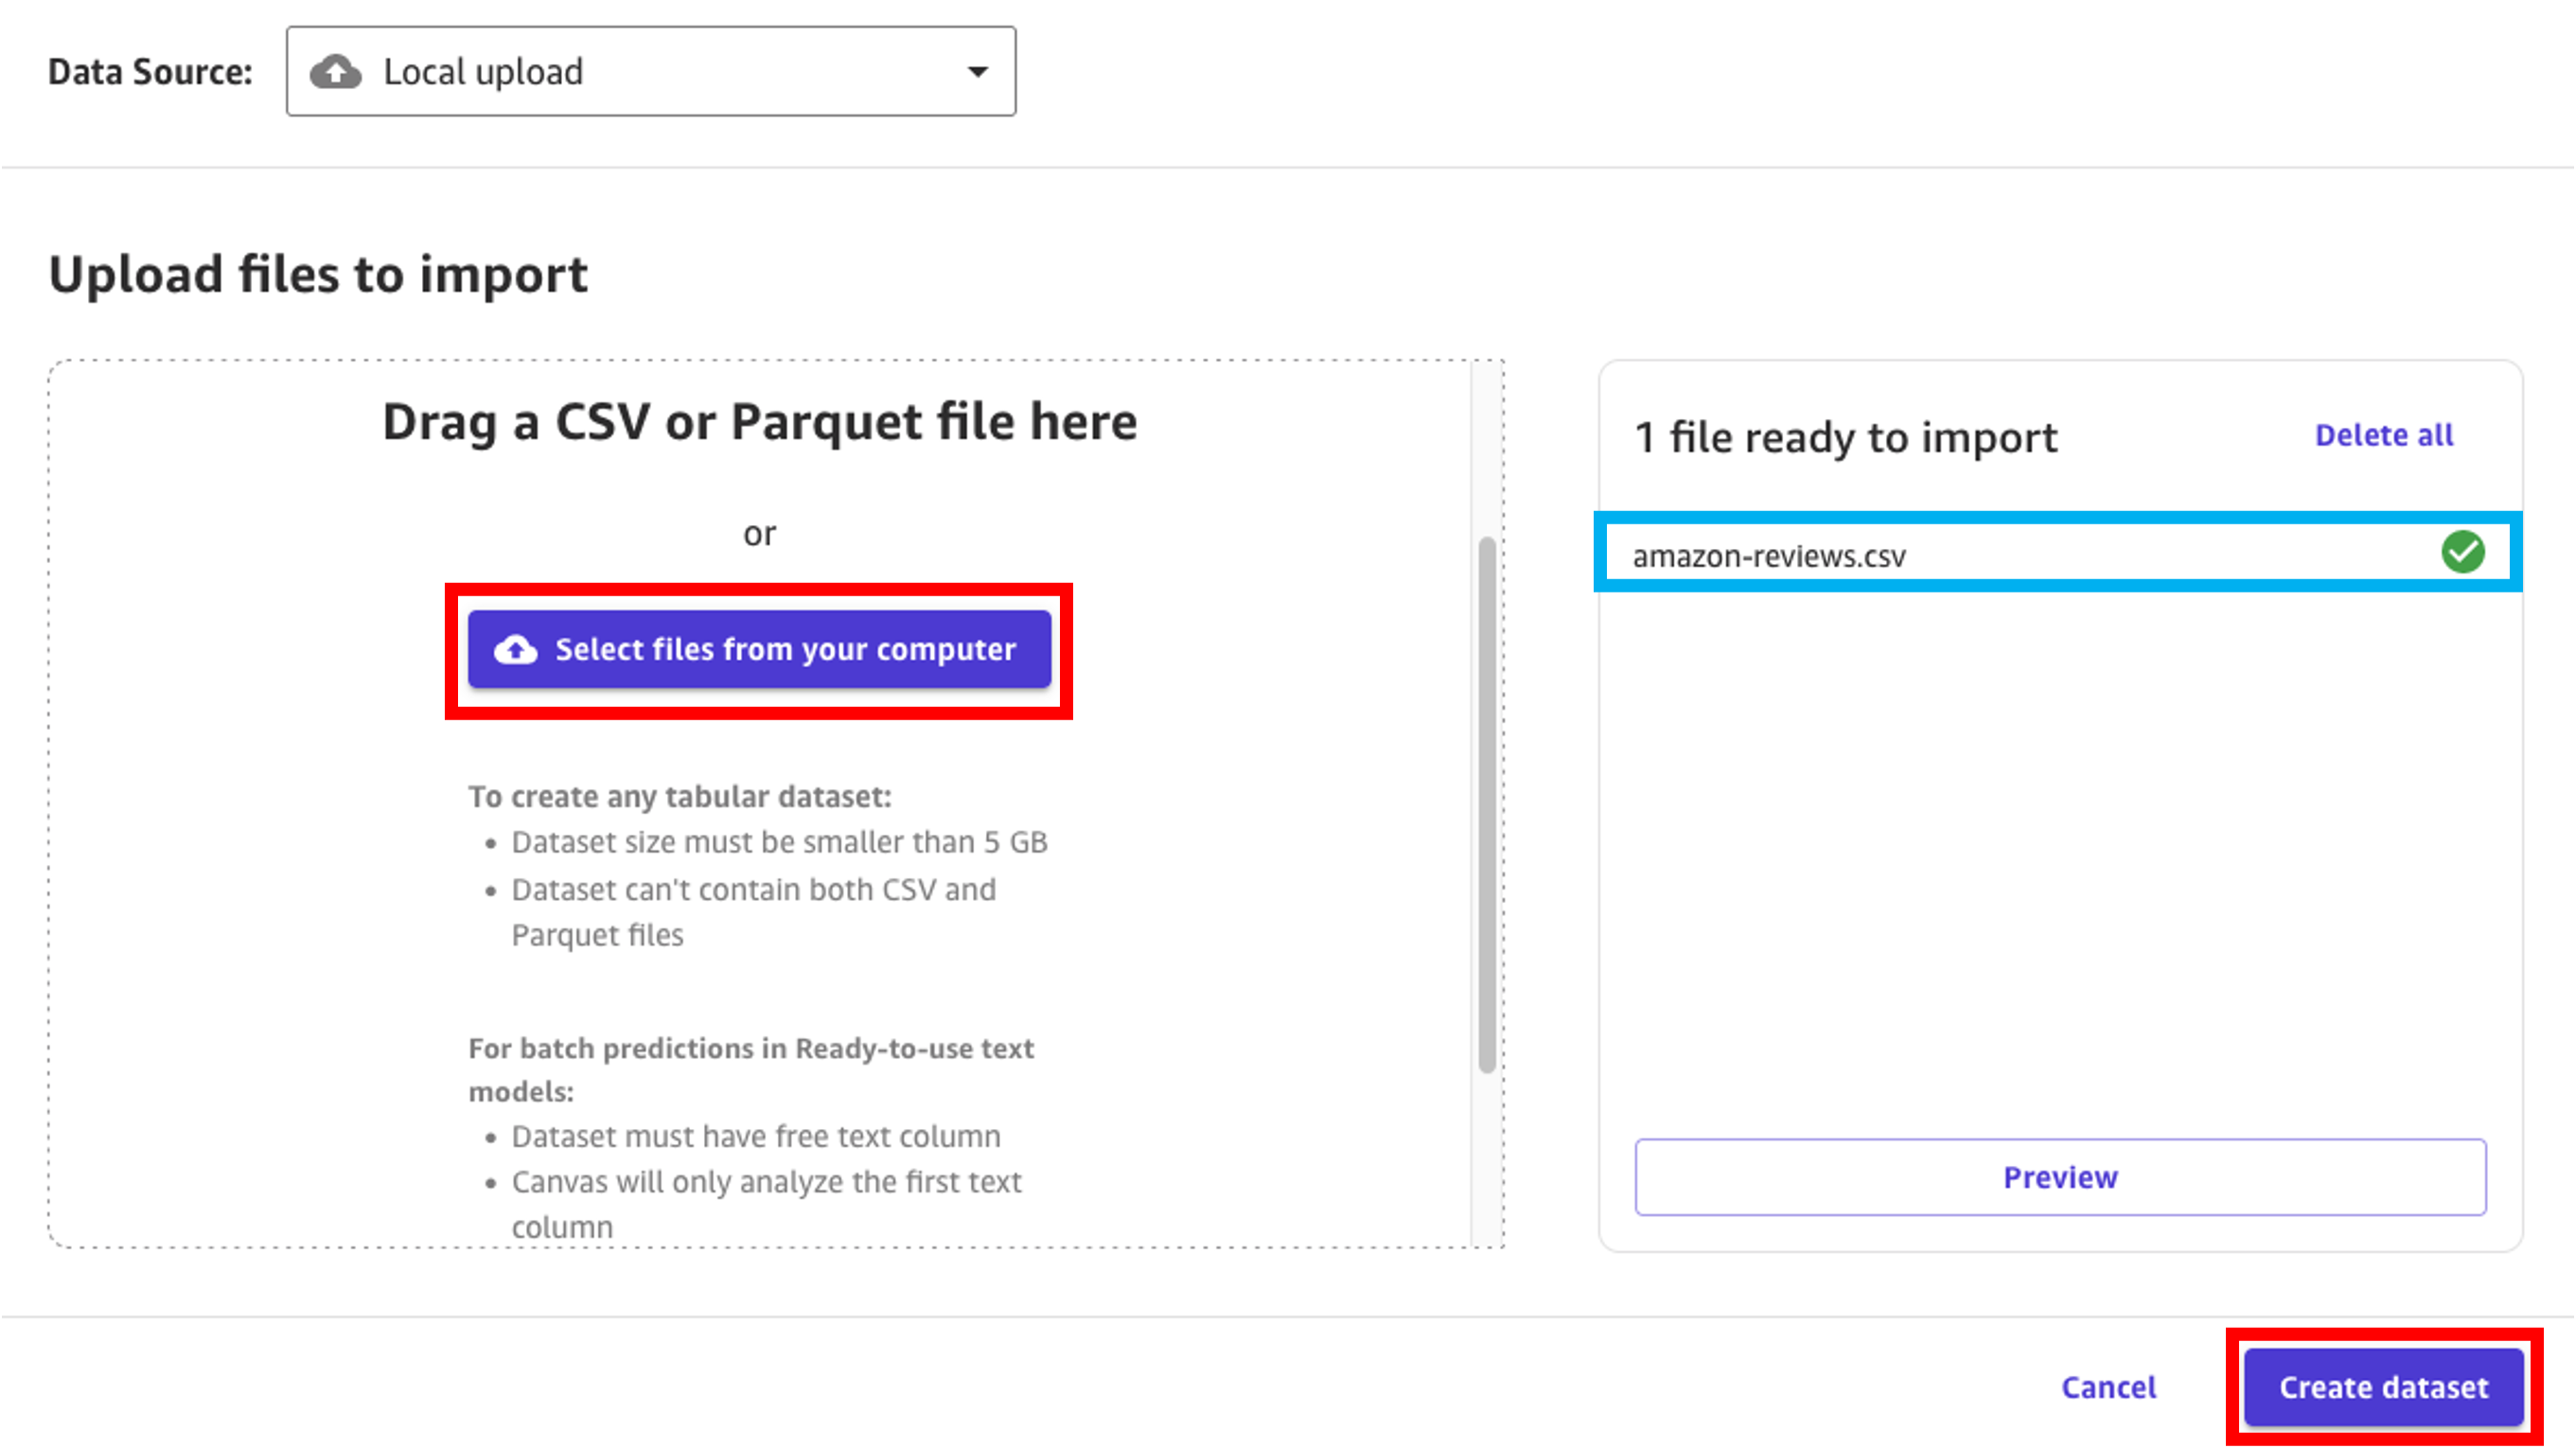 Data Source:
Local upload
Upload files to import
Drag a CSV or Parquet file here
or
Select files from your computer
To create any tabular dataset:
• Dataset size must be smaller than 5 GB
• Dataset can't contain both CSV and
Parquet files
For batch predictions in Ready-to-use text
models:
• Dataset must have free text column
• Canvas will only analyze the first text
column
1 file ready to import
Delete all
amazon-reviews.csv
Preview
Cancel
Create dataset